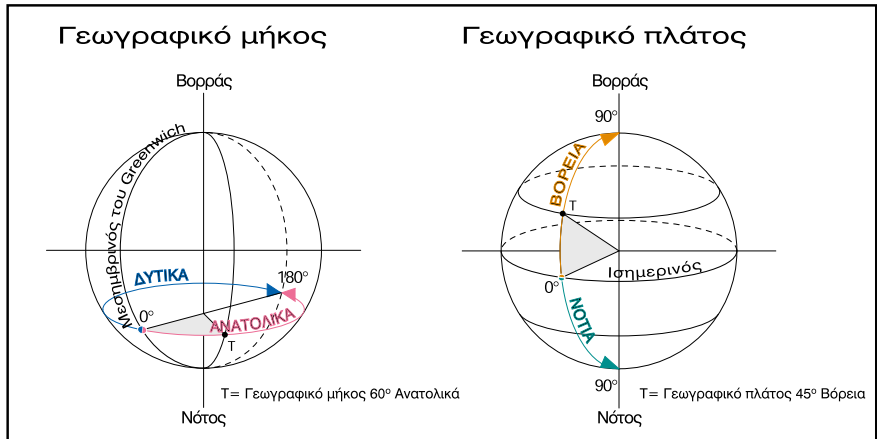 Γεωγραφικό μήκος
Βορράς
Μεσημβρινός του Greenwich
ΔΥΤΙΚΑ
180°
0°
ΑΝΑΤΟΛΙΚΑ
T
T= Γεωγραφικό μήκος 60° Ανατολικά
Νότος
Γεωγραφικό πλάτος
Βορράς
90°
ΒΟΡΕΙΑ
T
Ισημερινός
0°
ΝΟΤΙΑ
90°
T= Γεωγραφικό πλάτος 45° Βόρεια
Νότος